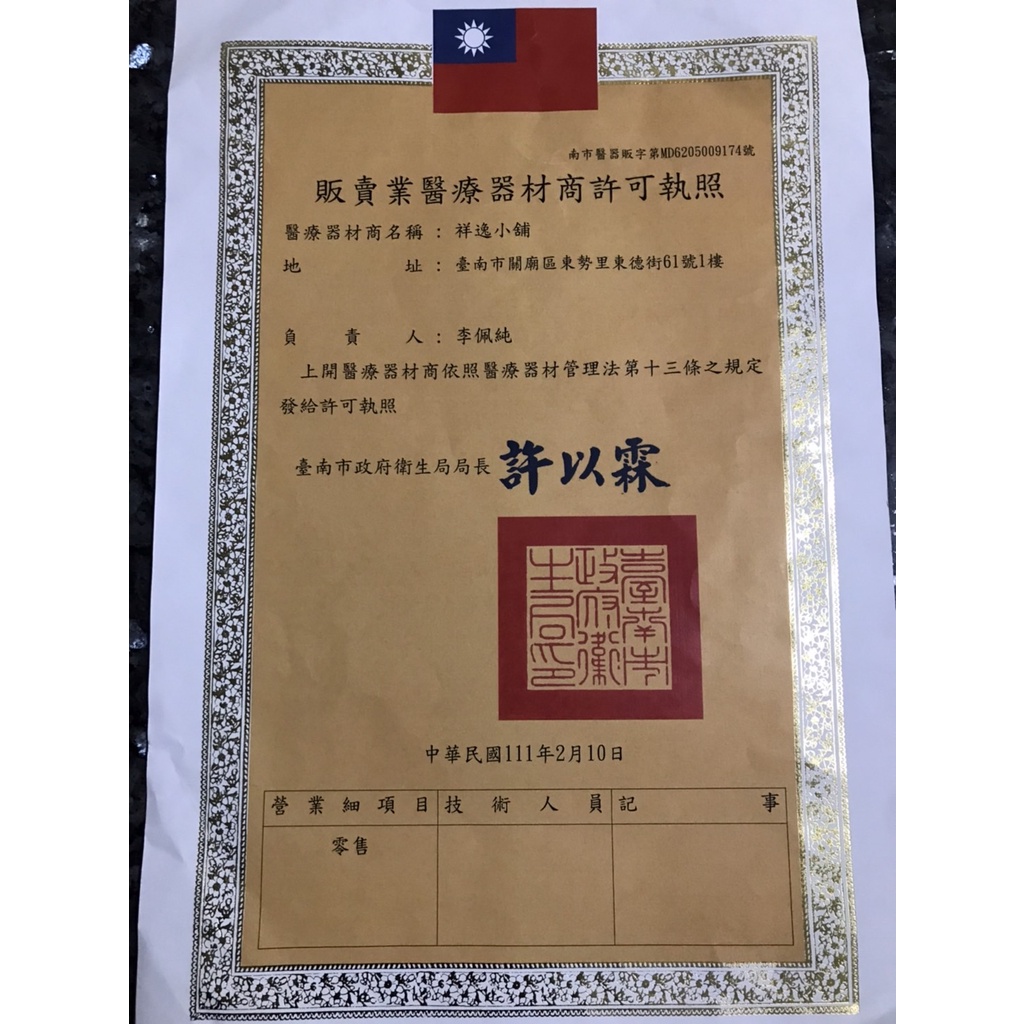 南市醫器販字第MD6205009174號
販賣業醫療器材商許可執照
醫療器材商名稱：祥逸小舖
地址：臺南市關廟區東勢里東德街61號1樓
負責人：李佩純
上開醫療器材商依照醫療器材管理法第十三條之規定
發給許可執照
臺南市政府衛生局局長 許以霖
臺南市
政府衛
生局印
中華民國111年2月10日
營業細項目 技術人員 記事
零售